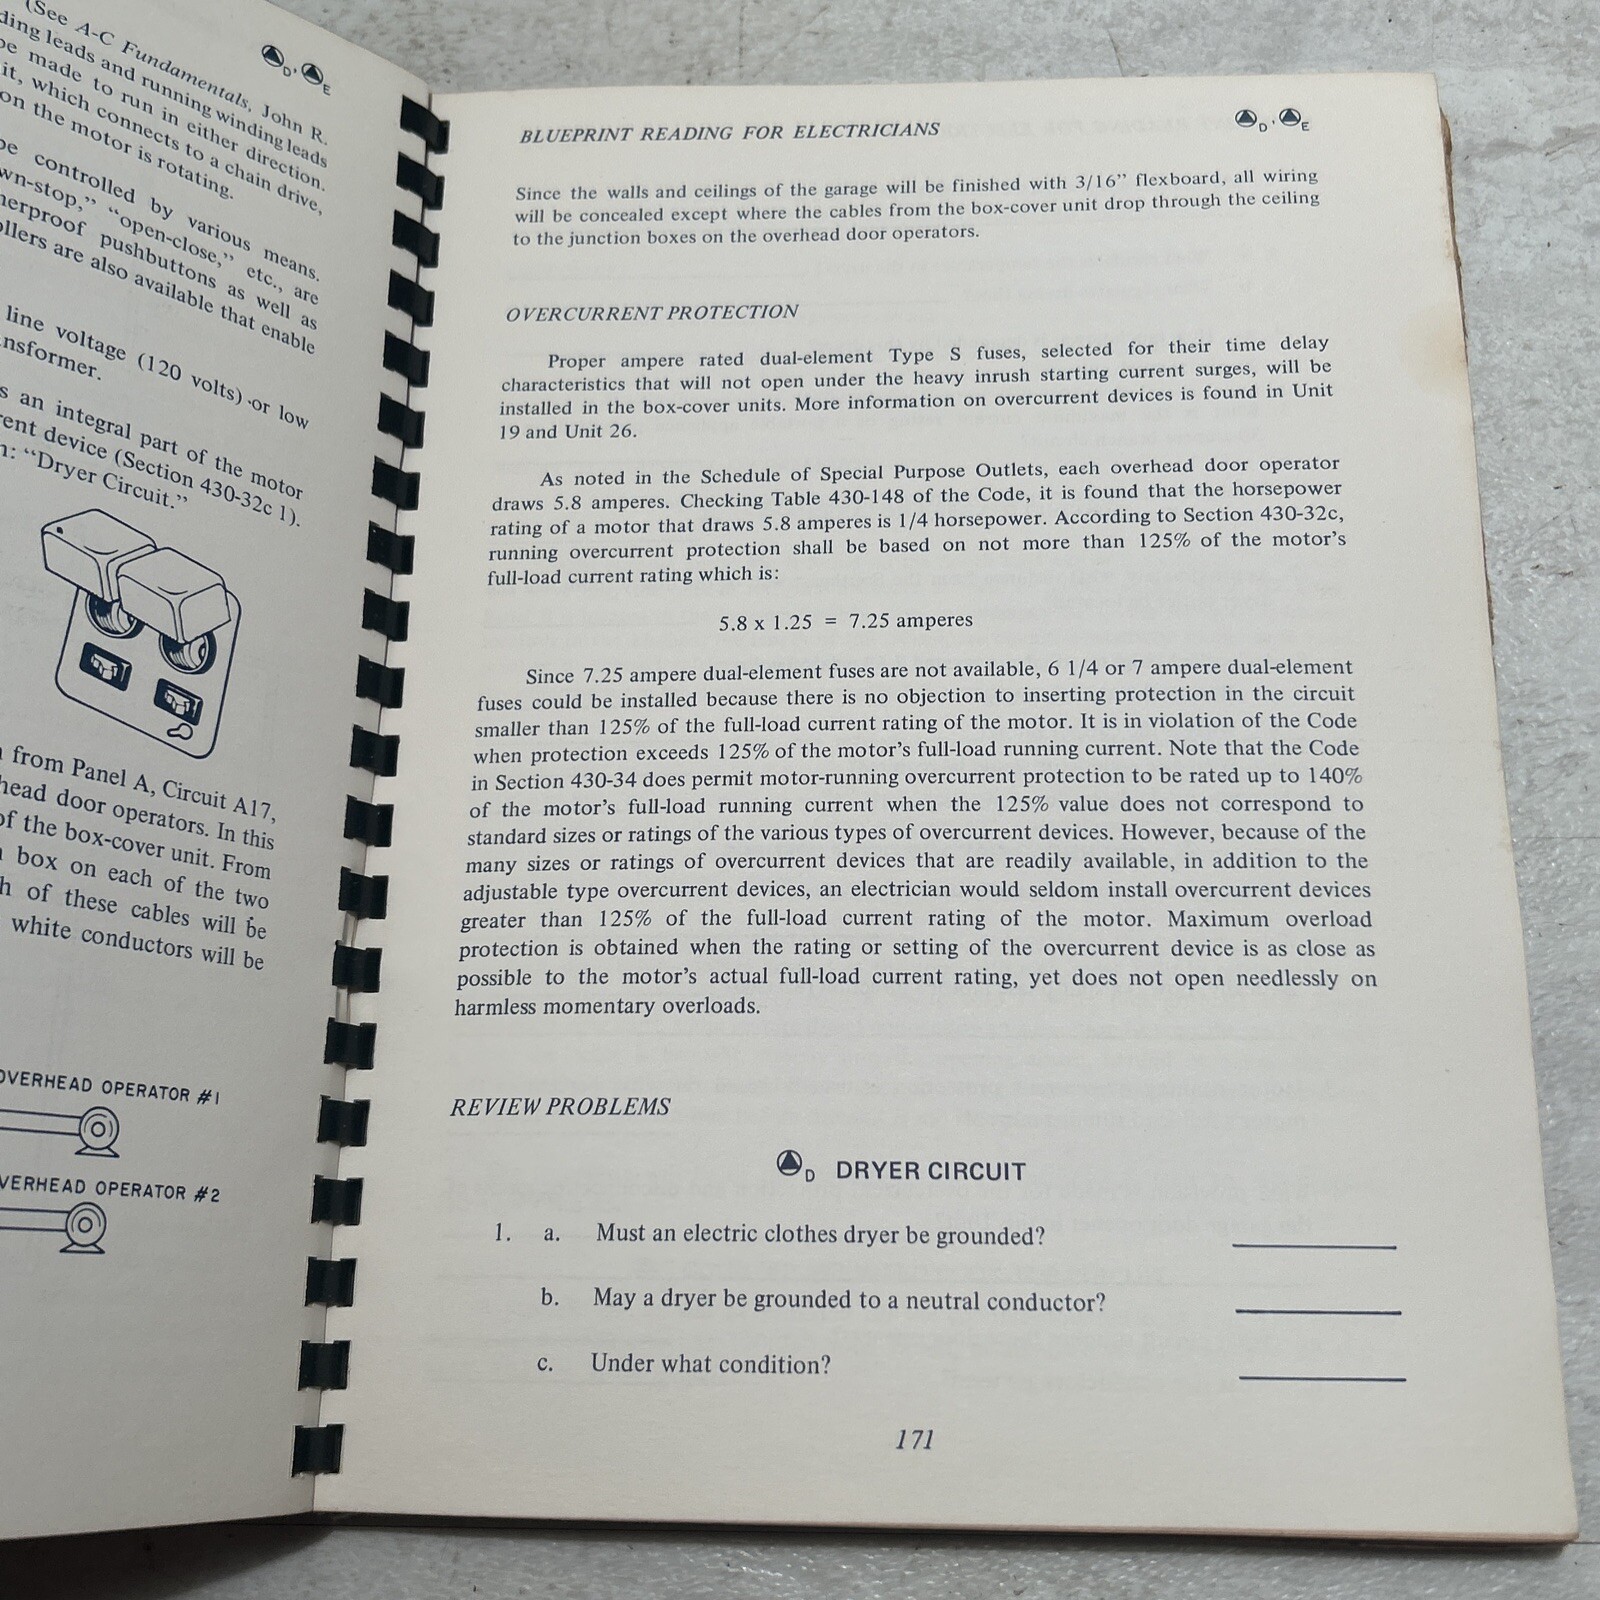 (See A-C Fundamentals, John R.
ding leads and running winding leads
be made to run in either direction.
it, which connects to a chain drive,
on the motor is rotating.
be controlled by various means.
wn-stop,” “open-close,” etc., are
herproof pushbuttons as well as
ollers are also available that enable
line voltage (120 volts) or low
ansformer.
s an integral part of the motor
rent device (Section 430-32c 1).
n: “Dryer Circuit.”
from Panel A, Circuit A17,
head door operators. In this
of the box-cover unit. From
box on each of the two
h of these cables will be
white conductors will be
OVERHEAD OPERATOR #1
VERHEAD OPERATOR #2
D, E
BLUEPRINT READING FOR ELECTRICIANS
D, E
Since the walls and ceilings of the garage will be finished with 3/16” flexboard, all wiring
will be concealed except where the cables from the box-cover unit drop through the ceiling
to the junction boxes on the overhead door operators.
OVERCURRENT PROTECTION
Proper ampere rated dual-element Type S fuses, selected for their time delay
characteristics that will not open under the heavy inrush starting current surges, will be
installed in the box-cover units. More information on overcurrent devices is found in Unit
19 and Unit 26.
As noted in the Schedule of Special Purpose Outlets, each overhead door operator
draws 5.8 amperes. Checking Table 430-148 of the Code, it is found that the horsepower
rating of a motor that draws 5.8 amperes is 1/4 horsepower. According to Section 430-32c,
running overcurrent protection shall be based on not more than 125% of the motor’s
full-load current rating which is:
5.8 x 1.25 = 7.25 amperes
Since 7.25 ampere dual-element fuses are not available, 6 1/4 or 7 ampere dual-element
fuses could be installed because there is no objection to inserting protection in the circuit
smaller than 125% of the full-load current rating of the motor. It is in violation of the Code
when protection exceeds 125% of the motor’s full-load running current. Note that the Code
in Section 430-34 does permit motor-running overcurrent protection to be rated up to 140%
of the motor’s full-load running current when the 125% value does not correspond to
standard sizes or ratings of the various types of overcurrent devices. However, because of the
many sizes or ratings of overcurrent devices that are readily available, in addition to the
adjustable type overcurrent devices, an electrician would seldom install overcurrent devices
greater than 125% of the full-load current rating of the motor. Maximum overload
protection is obtained when the rating or setting of the overcurrent device is as close as
possible to the motor’s actual full-load current rating, yet does not open needlessly on
harmless momentary overloads.
REVIEW PROBLEMS
D DRYER CIRCUIT
1. a. Must an electric clothes dryer be grounded?
b. May a dryer be grounded to a neutral conductor?
c. Under what condition?
171